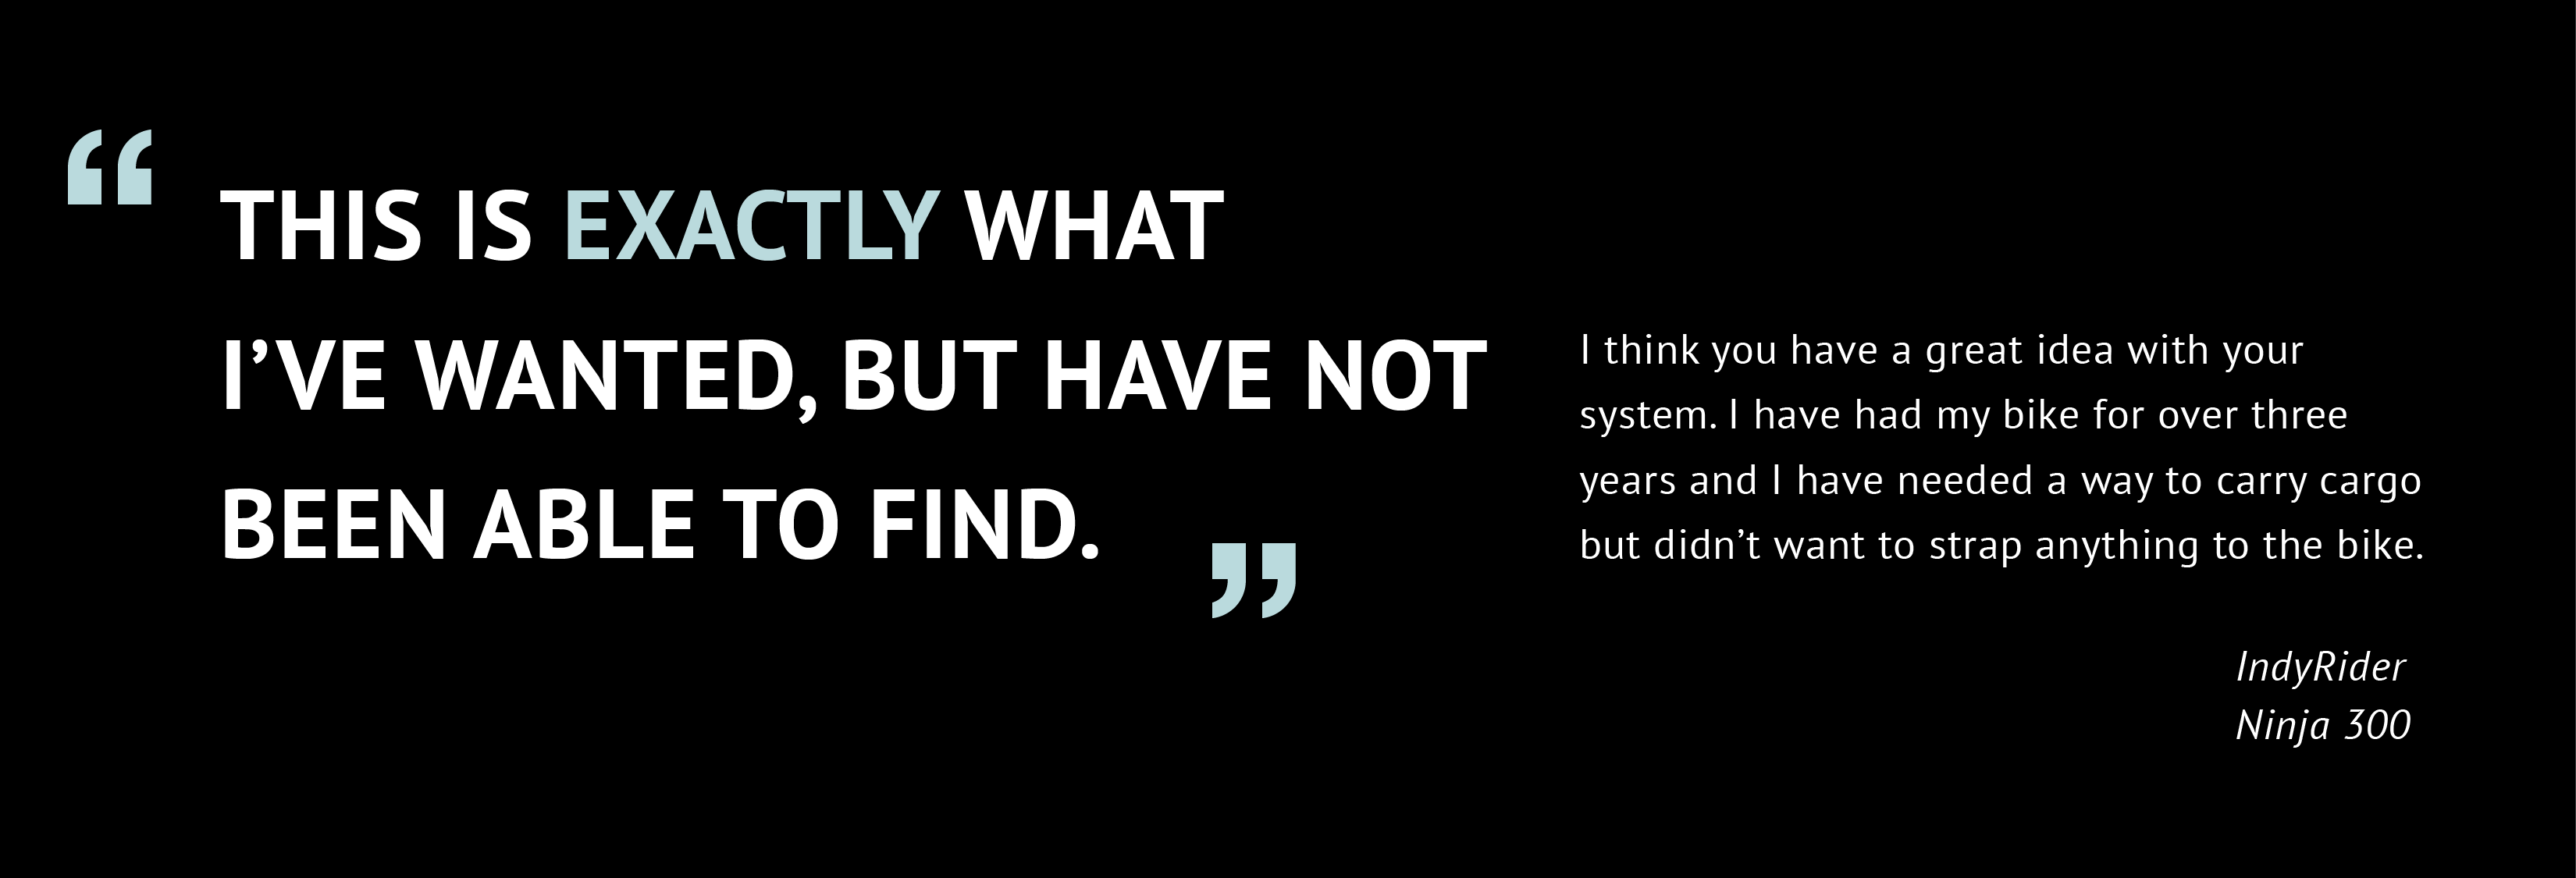 “
THIS IS EXACTLY WHAT
I’VE WANTED, BUT HAVE NOT
BEEN ABLE TO FIND.
”
I think you have a great idea with your
system. I have had my bike for over three
years and I have needed a way to carry cargo
but didn’t want to strap anything to the bike.
IndyRider
Ninja 300